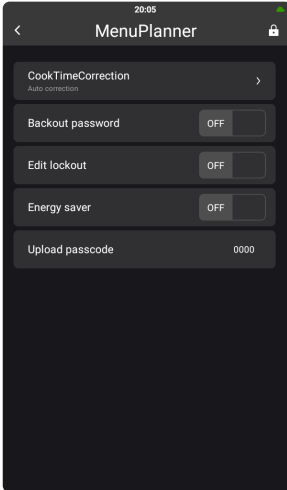 20:05
MenuPlanner
CookTimeCorrection
Auto correction
Backout password OFF
Edit lockout OFF
Energy saver OFF
Upload passcode 0000